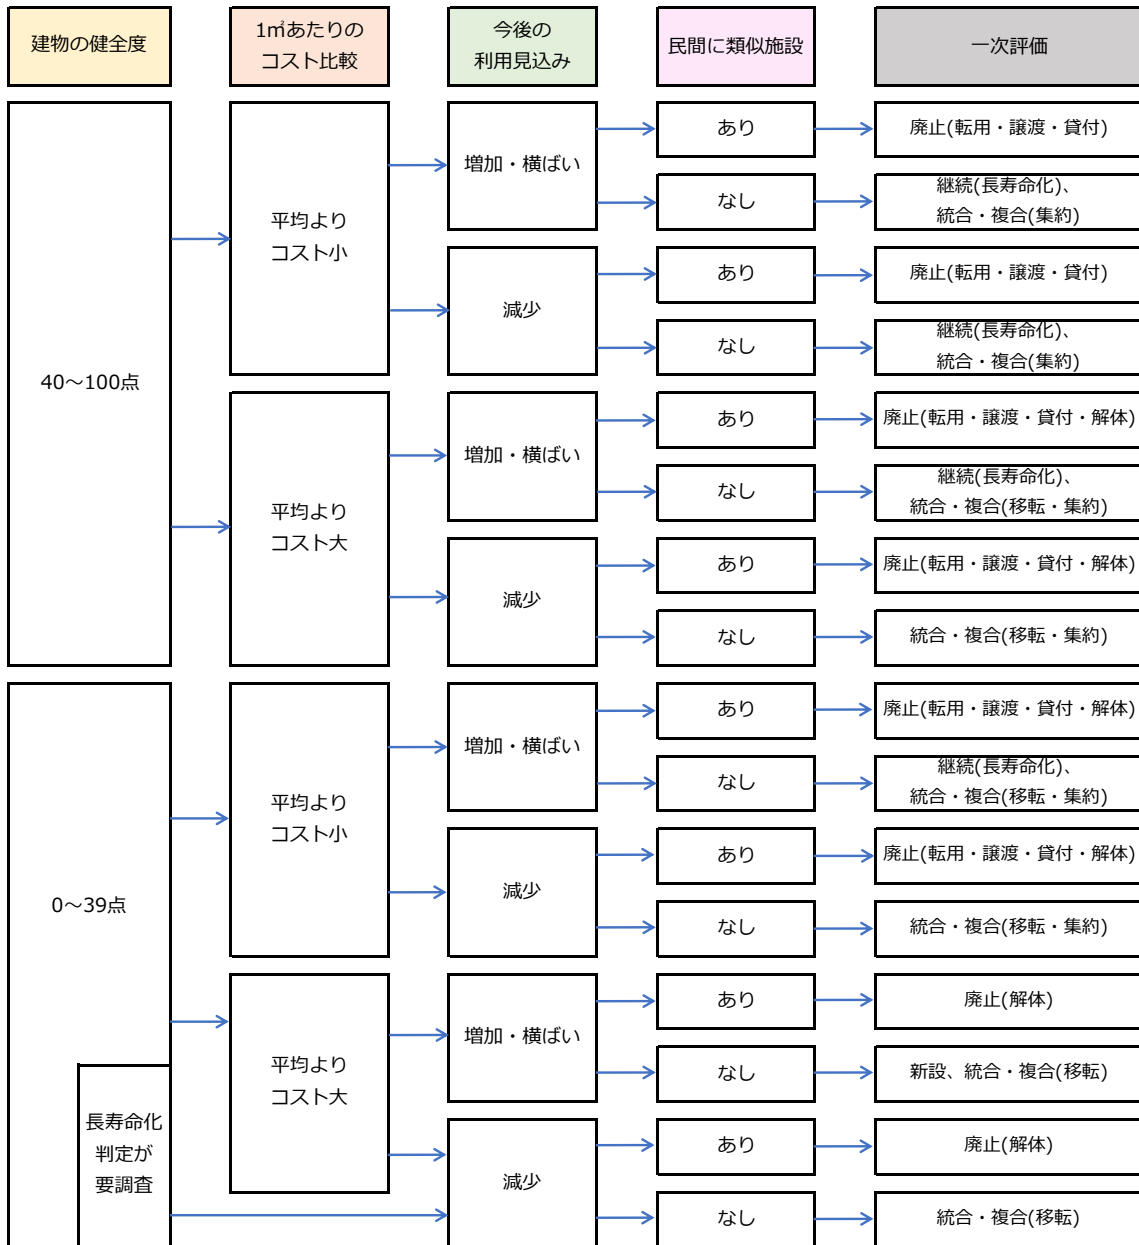 建物の健全度
1㎡あたりの
コスト比較
今後の
利用見込み
民間に類似施設
一次評価
40～100点
平均より
コスト小
増加・横ばい
あり
廃止(転用・譲渡・貸付)
なし
継続(長寿命化)、
統合・複合(集約)
減少
あり
廃止(転用・譲渡・貸付)
なし
継続(長寿命化)、
統合・複合(集約)
平均より
コスト大
増加・横ばい
あり
廃止(転用・譲渡・貸付・解体)
なし
継続(長寿命化)、
統合・複合(移転・集約)
減少
あり
廃止(転用・譲渡・貸付・解体)
なし
統合・複合(移転・集約)
0～39点
平均より
コスト小
増加・横ばい
あり
廃止(転用・譲渡・貸付・解体)
なし
継続(長寿命化)、
統合・複合(移転・集約)
減少
あり
廃止(転用・譲渡・貸付・解体)
なし
統合・複合(移転・集約)
平均より
コスト大
増加・横ばい
あり
廃止(解体)
なし
新設、統合・複合(移転)
長寿命化
判定が
要調査
減少
あり
廃止(解体)
なし
統合・複合(移転)